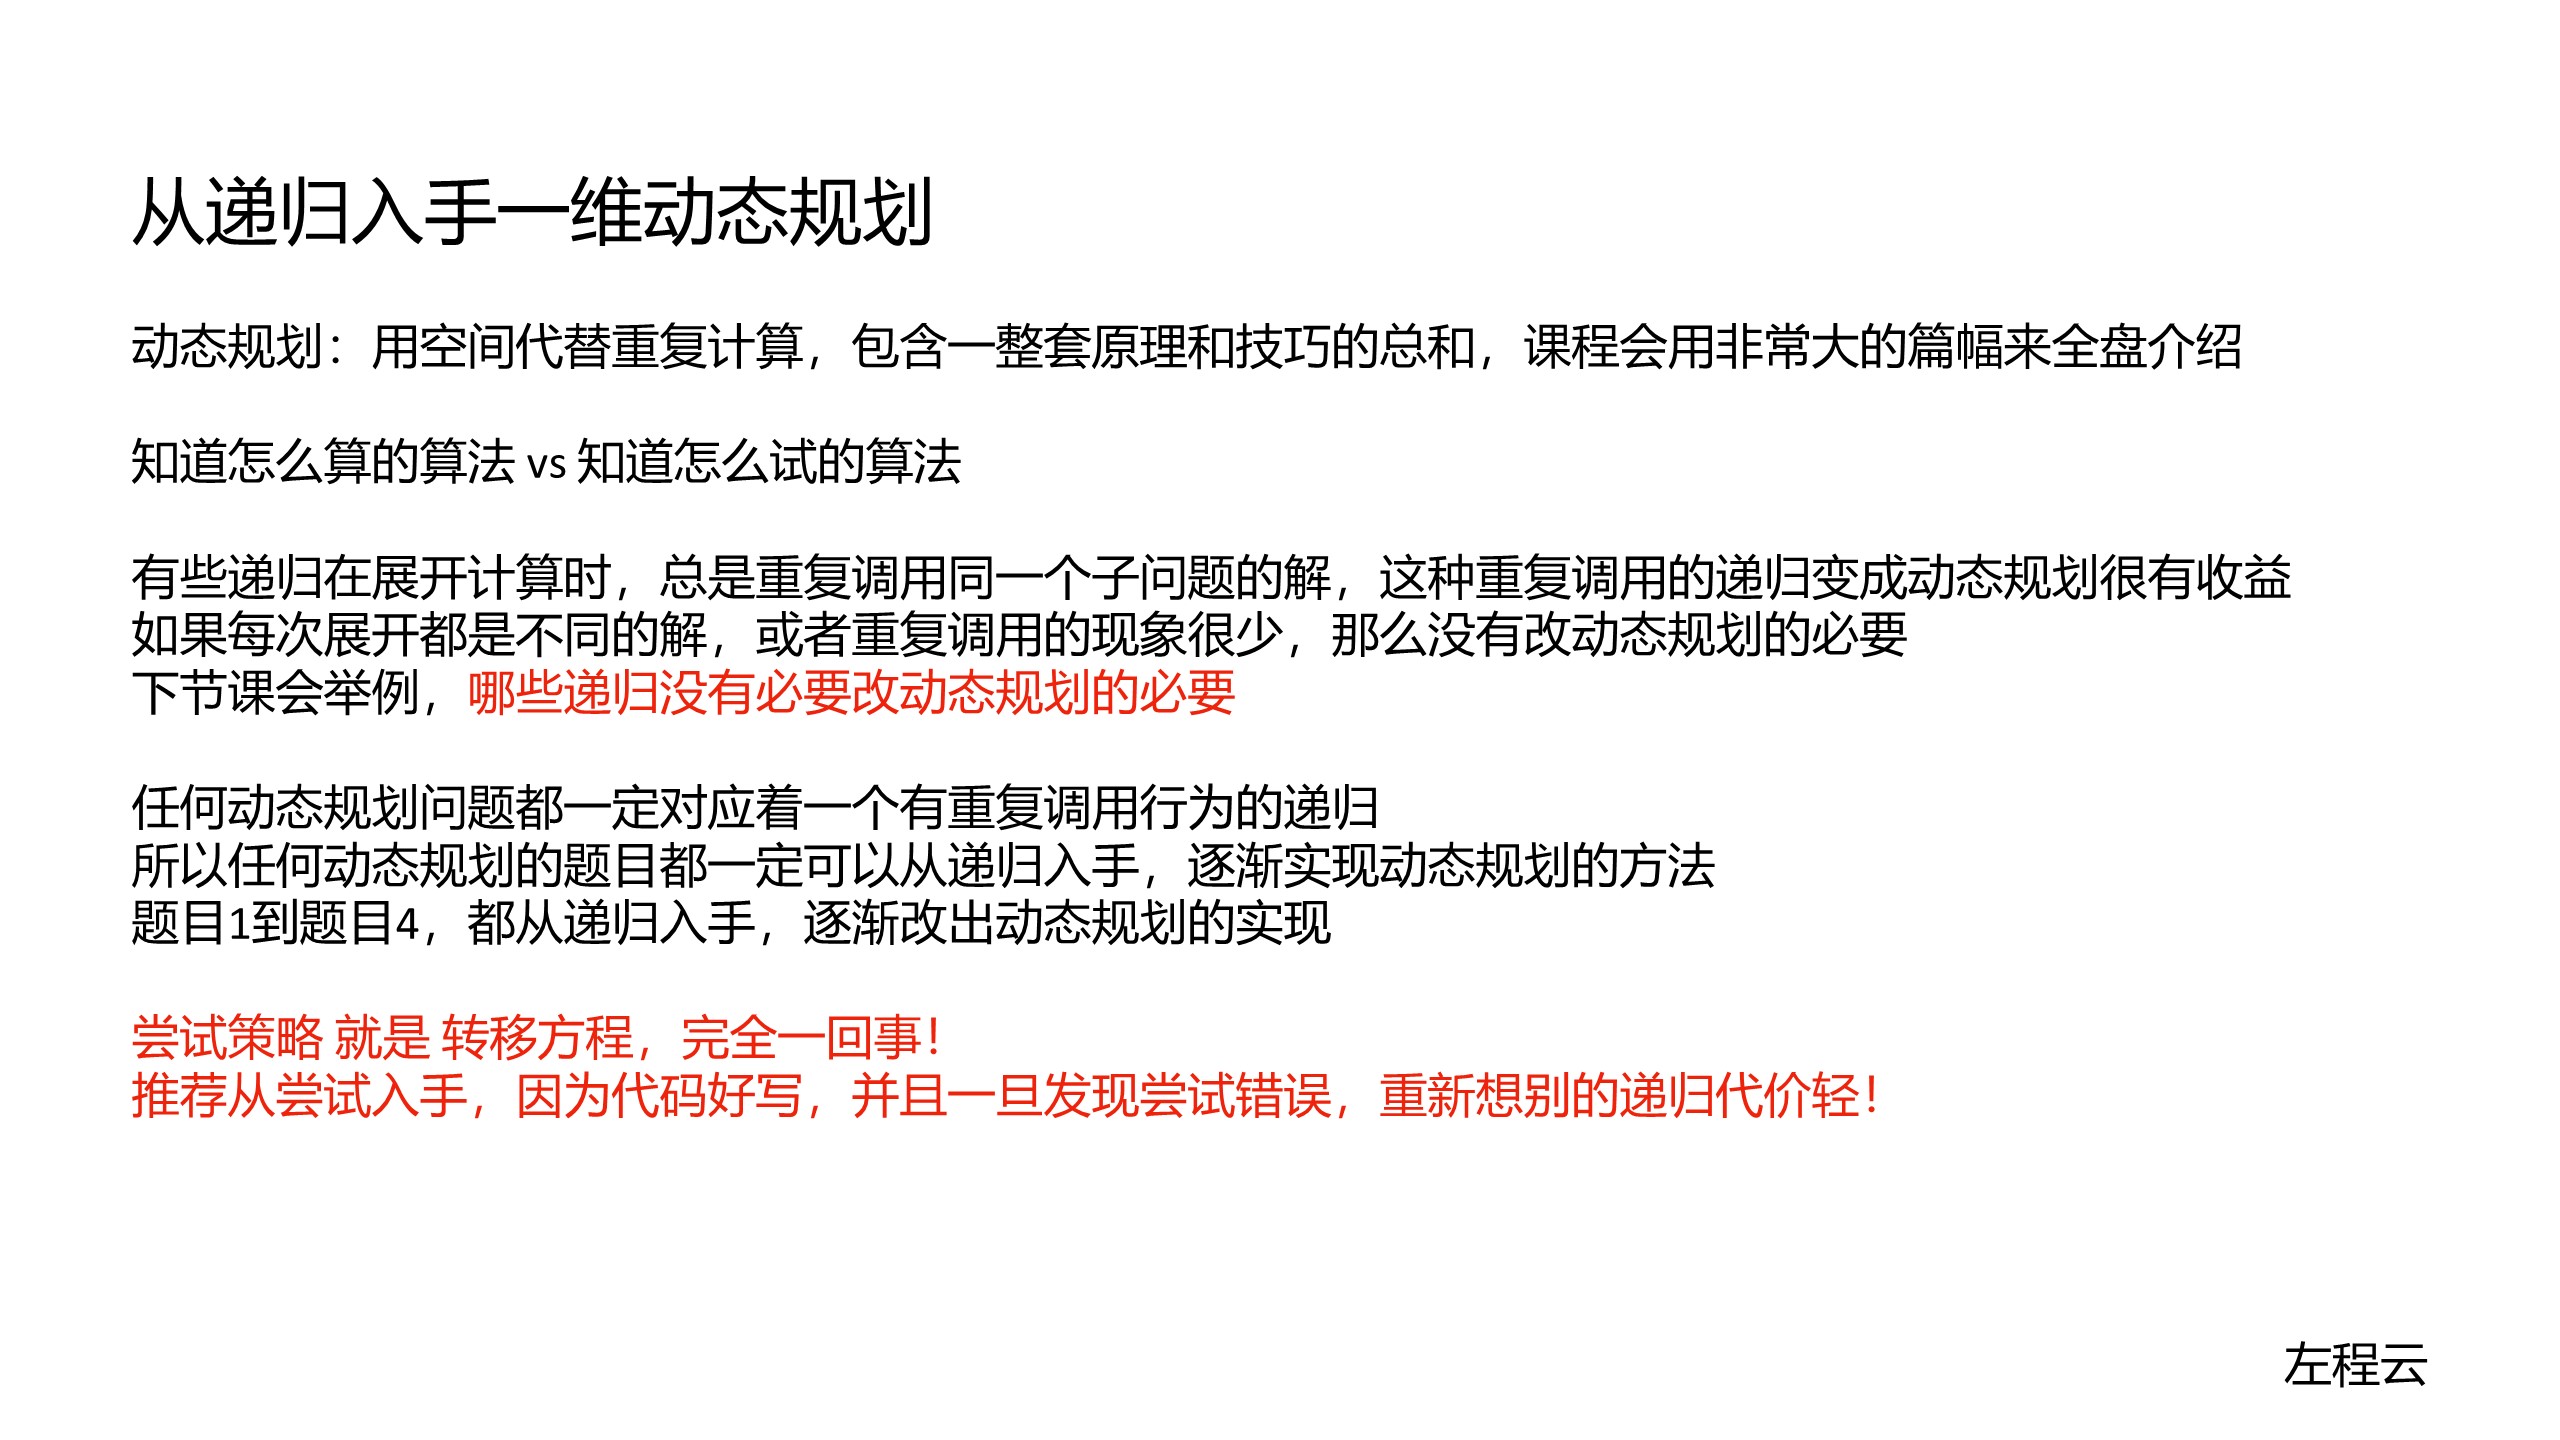 从递归入手一维动态规划
动态规划：用空间代替重复计算，包含一整套原理和技巧的总和，课程会用非常大的篇幅来全盘介绍
知道怎么算的算法 vs 知道怎么试的算法
有些递归在展开计算时，总是重复调用同一个子问题的解，这种重复调用的递归变成动态规划很有收益
如果每次展开都是不同的解，或者重复调用的现象很少，那么没有改动态规划的必要
下节课会举例，哪些递归没有必要改动态规划的必要
任何动态规划问题都一定对应着一个有重复调用行为的递归
所以任何动态规划的题目都一定可以从递归入手，逐渐实现动态规划的方法
题目1到题目4，都从递归入手，逐渐改出动态规划的实现
尝试策略 就是 转移方程，完全一回事！
推荐从尝试入手，因为代码好写，并且一旦发现尝试错误，重新想别的递归代价轻！
左程云